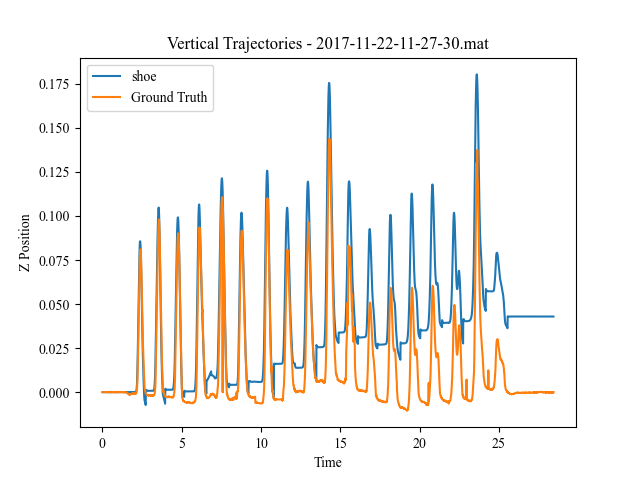 Vertical Trajectories - 2017-11-22-11-27-30.mat
shoe
Ground Truth
Z Position
0.175
0.150
0.125
0.100
0.075
0.050
0.025
0.000
0 5 10 15 20 25
Time